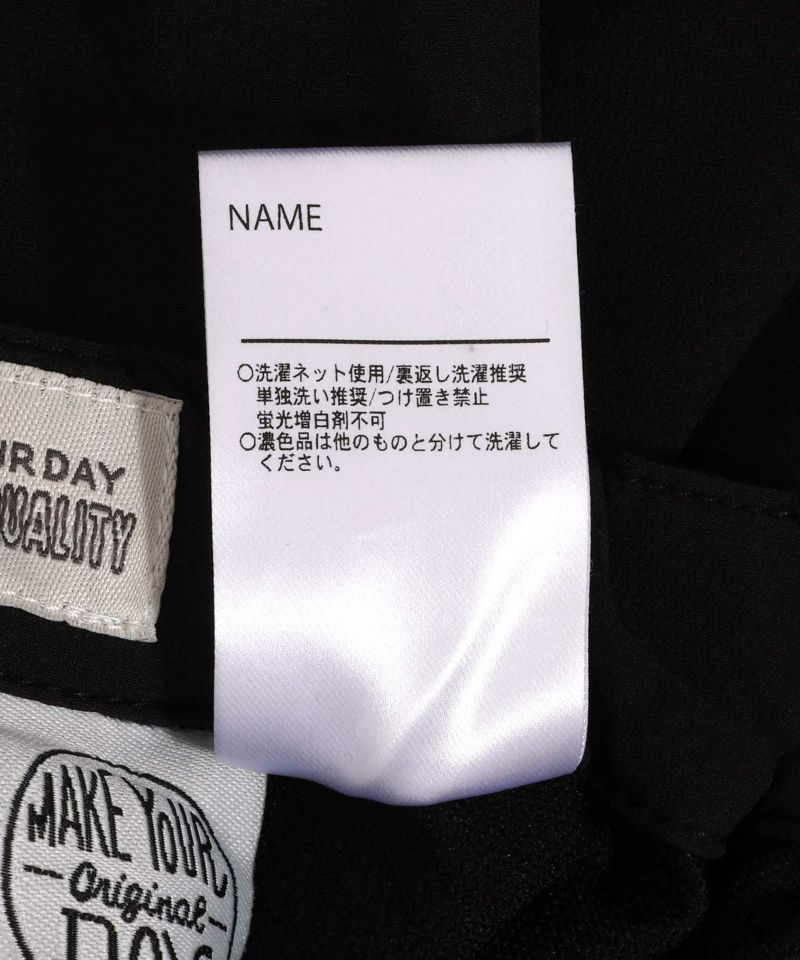 NAME
○洗濯ネット使用/裏返し洗濯推奨
単独洗い推奨/つけ置き禁止
蛍光増白剤不可
○濃色品は他のものと分けて洗濯して
ください。
URDAY
QUALITY
MAKE YOUR
Original